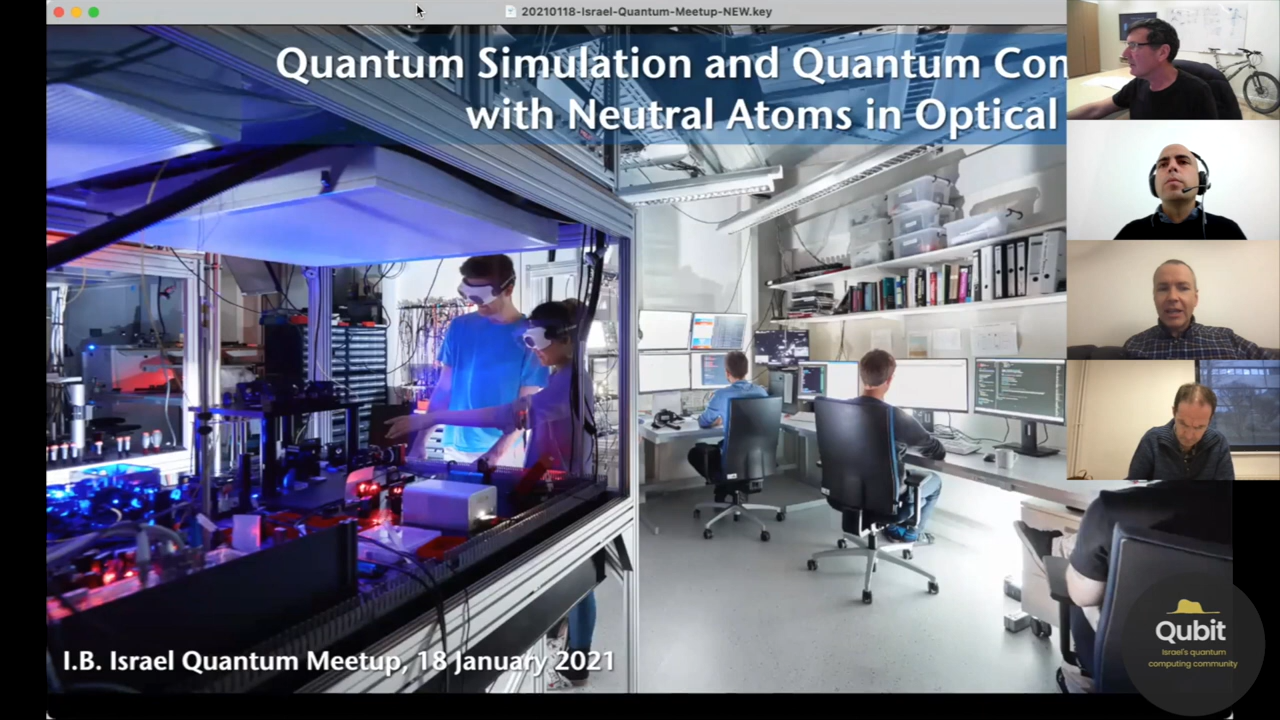 20210118-Israel-Quantum-Meetup-NEW.key
Quantum Simulation and Quantum Con
with Neutral Atoms in Optical
I.B. Israel Quantum Meetup, 18 January 2021
Qubit
Israel's quantum
computing community